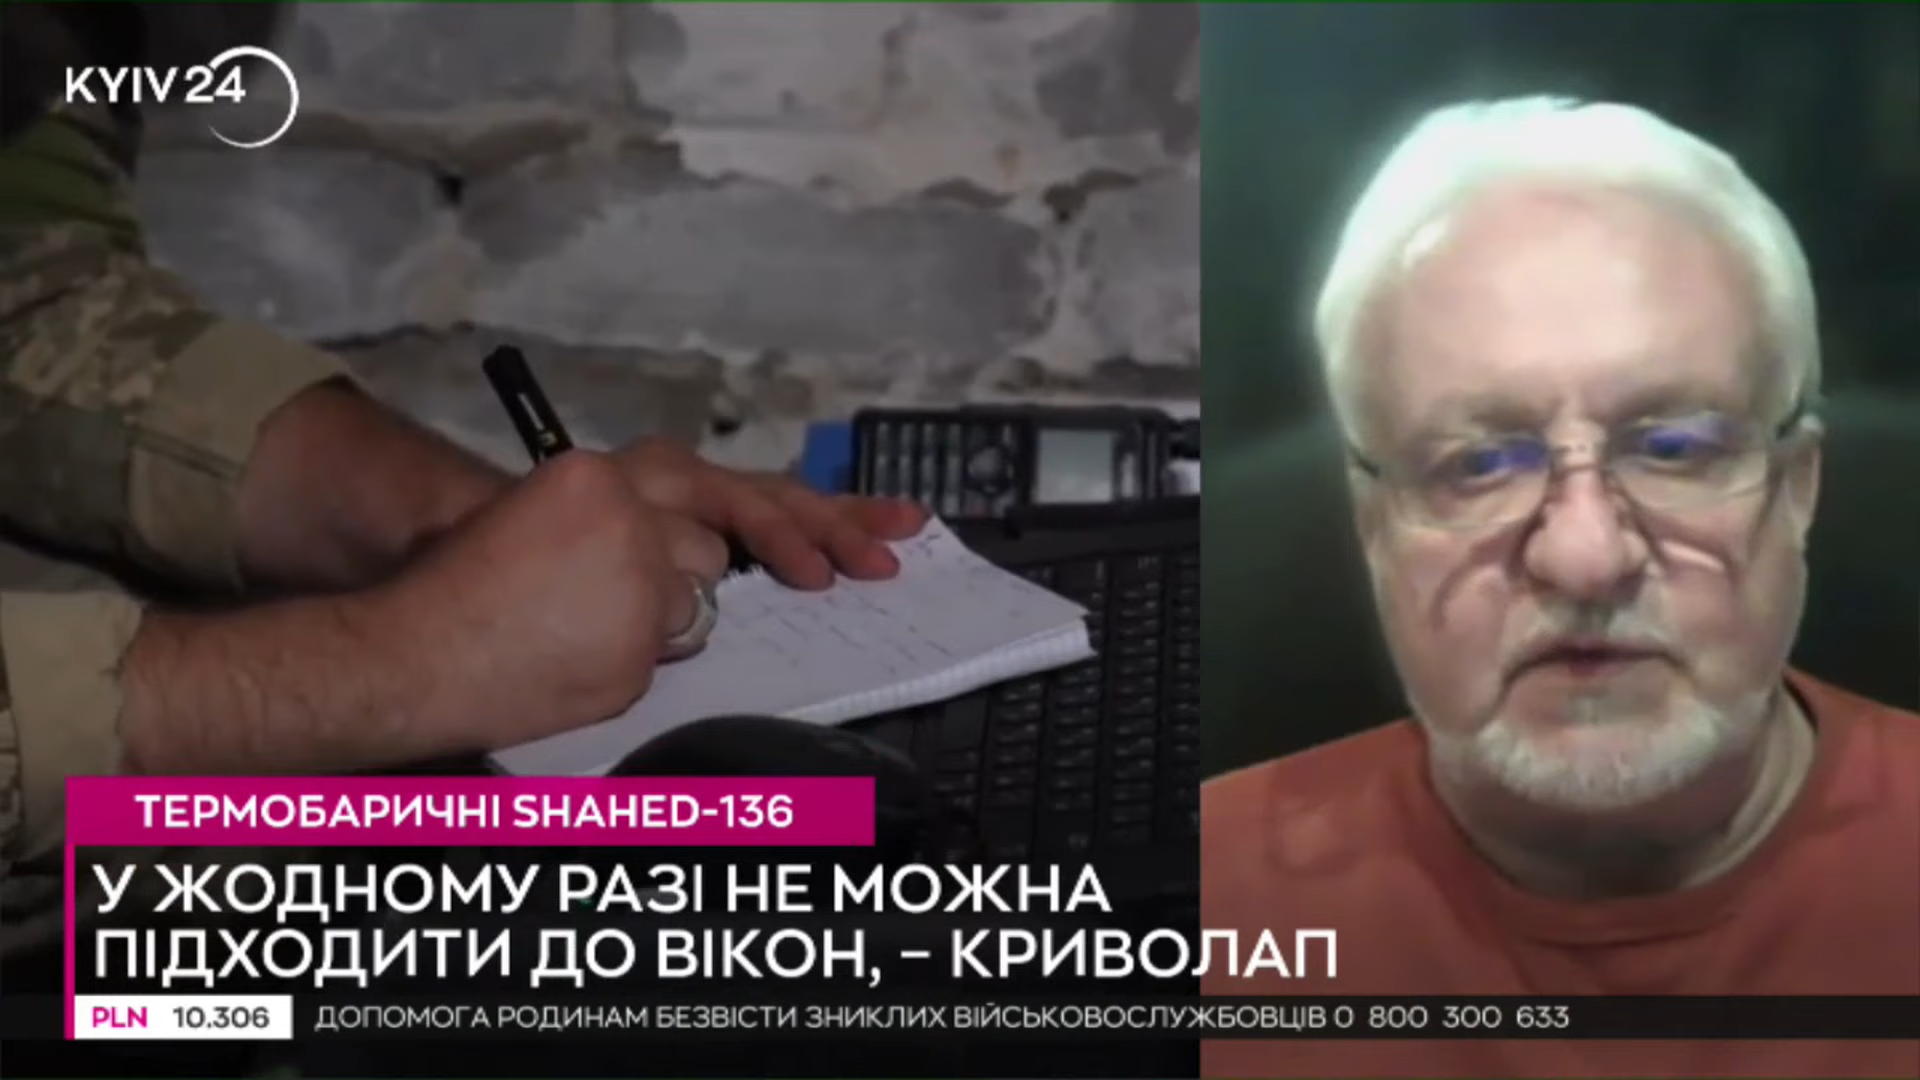 KYIV24
ТЕРМОБАРИЧНІ SHAHED-136
У ЖОДНОМУ РАЗІ НЕ МОЖНА
ПІДХОДИТИ ДО ВІКОН, – КРИВОЛАП
PLN 10.306 ДОПОМОГА РОДИНАМ БЕЗВІСТИ ЗНИКЛИХ ВІЙСЬКОВОСЛУЖБОВЦІВ 0 800 300 633